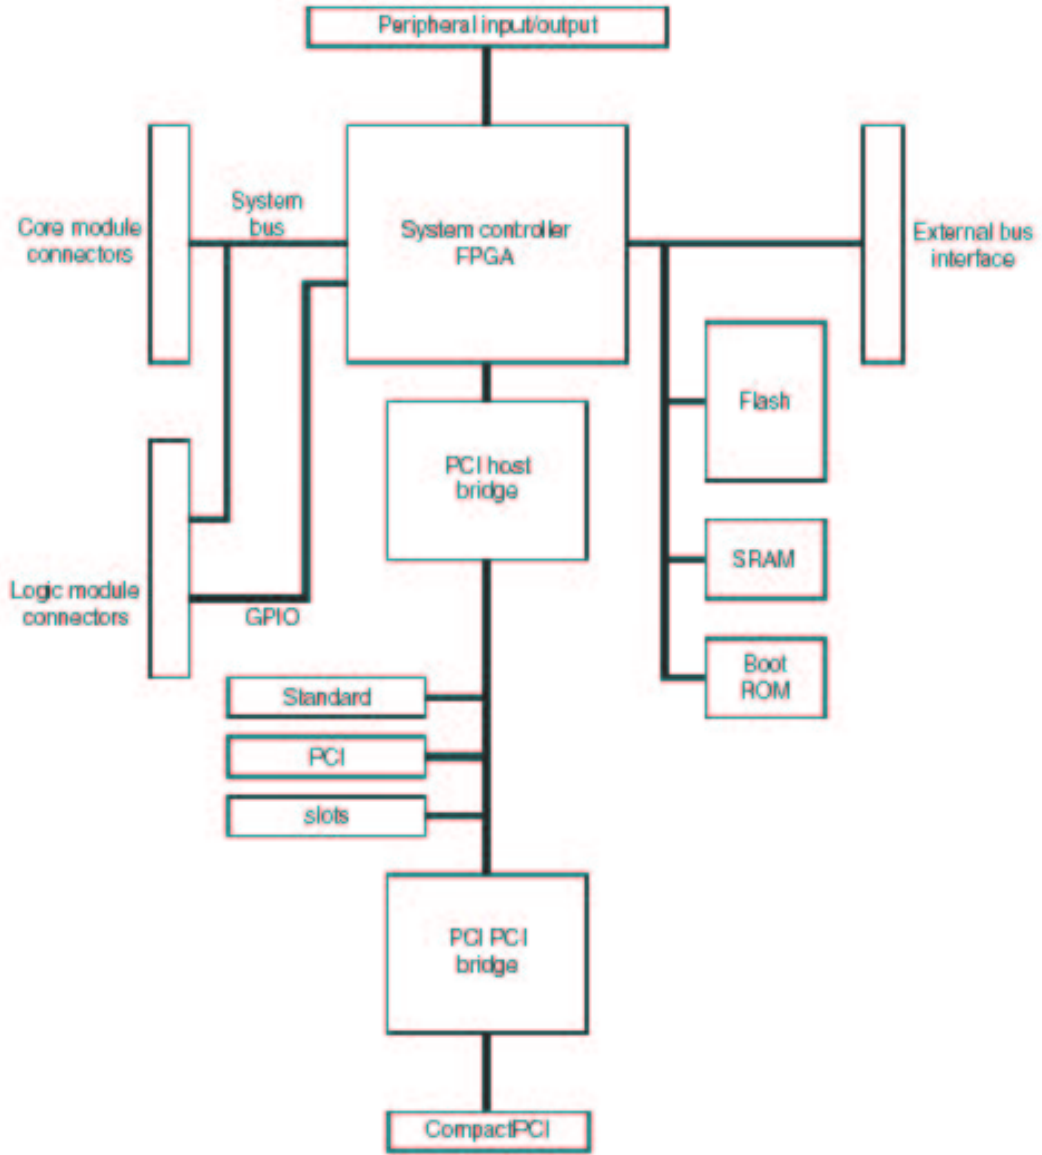 Peripheral input/output
System
bus
Core module
connectors
System controller
FPGA
External bus
interface
Flash
PCI host
bridge
SRAM
Logic module
connectors
GPIO
Boot
ROM
Standard
PCI
slots
PCI PCI
bridge
CompactPCI